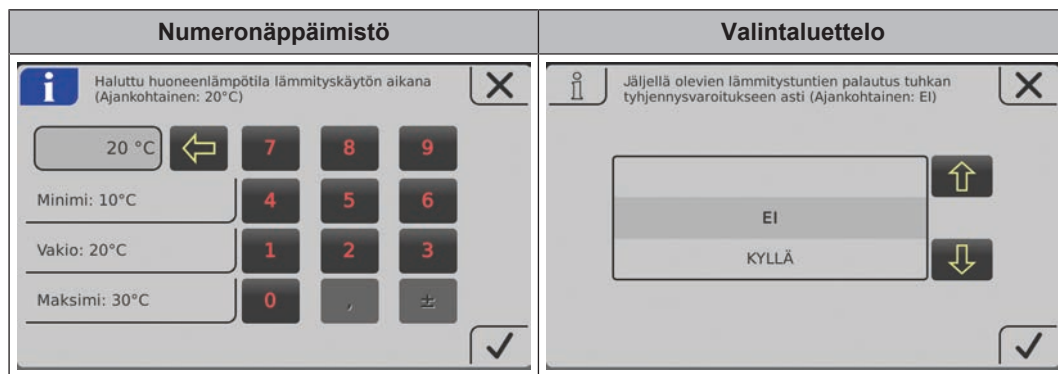 Numeronäppäimistö
Valintaluettelo
Haluttu huoneenlämpötila lämmityskäytön aikana
(Ajankohtainen: 20°C)
20 °C
7 8 9
Minimi: 10°C
4 5 6
Vakio: 20°C
1 2 3
Maksimi: 30°C
0 , ±
Jäljellä olevien lämmitystuntien palautus tuhkan
tyhjennysvaroitukseen asti (Ajankohtainen: EI)
EI
KYLLÄ